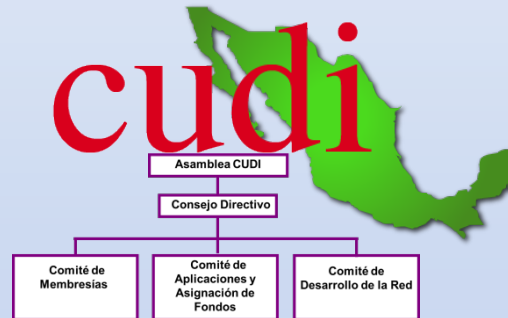 cudi
Asamblea CUDI
Consejo Directivo
Comité de
Membresías
Comité de
Aplicaciones y
Asignación de
Fondos
Comité de
Desarrollo de la Red